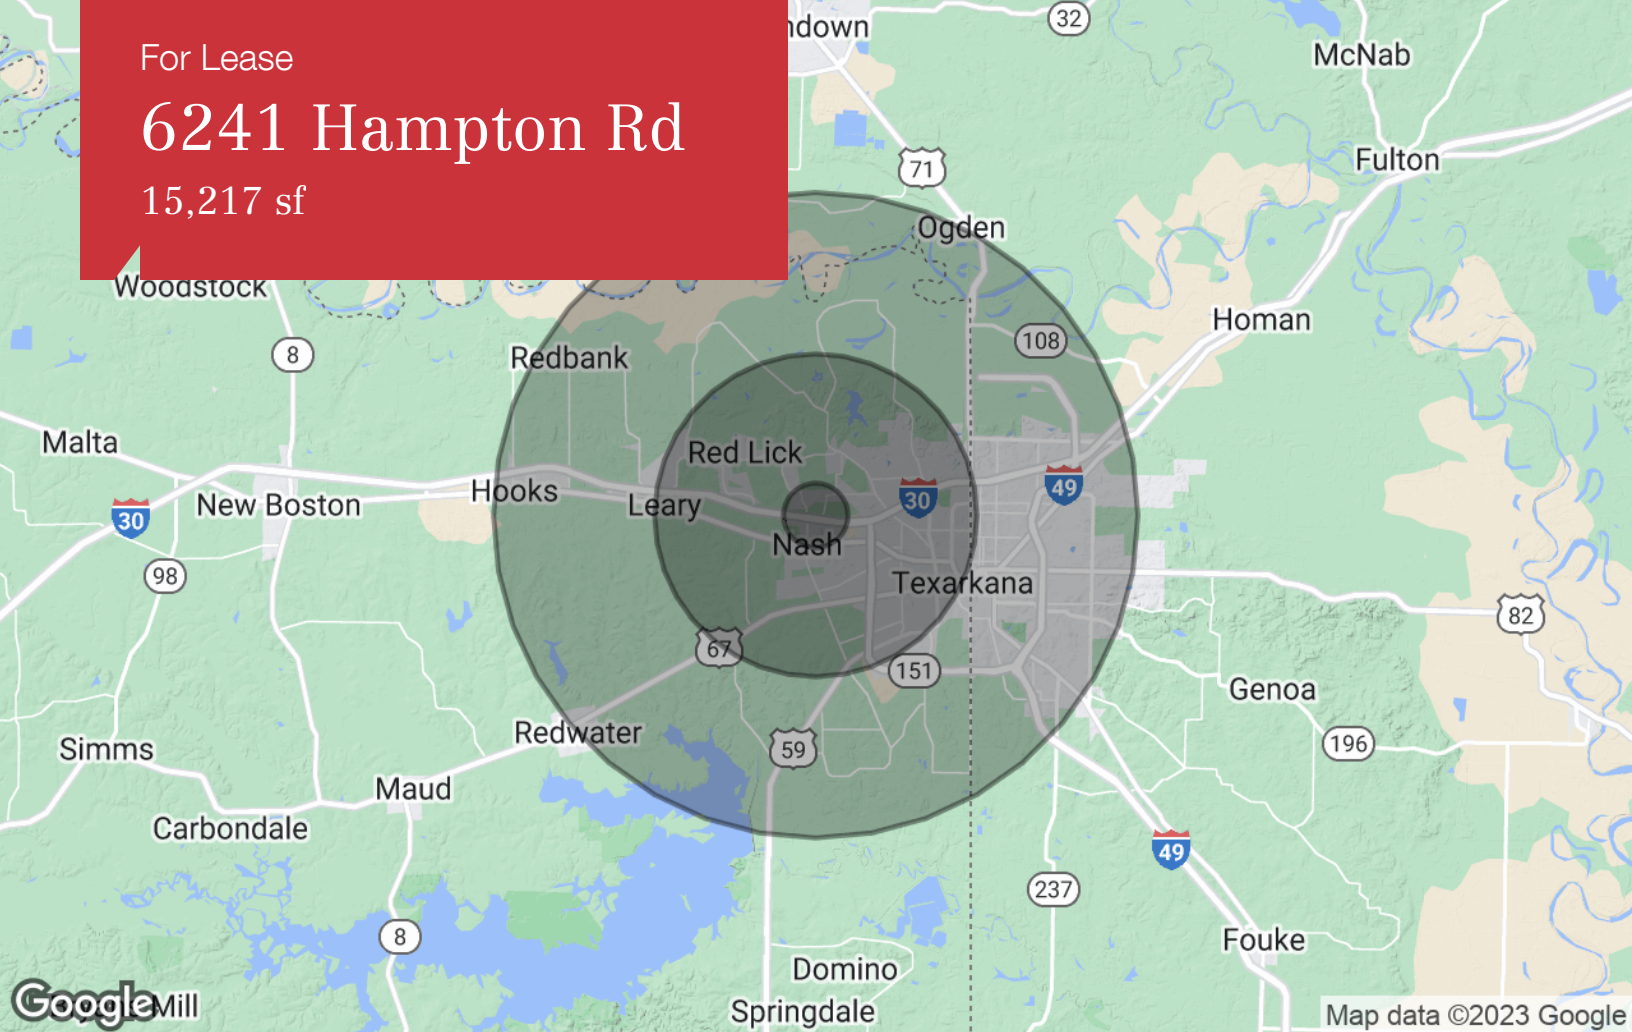 For Lease
6241 Hampton Rd
15,217 sf
32
McNab
Fulton
71
Ogden
Woodstock
Homan
108
8
Redbank
Malta
Red Lick
Hooks
Leary
30
49
New Boston
30
Nash
98
Texarkana
82
67
151
Genoa
Redwater
59
196
Simms
Maud
Carbondale
49
237
8
Fouke
Domino
Google
Mill
Springdale
Map data ©2023 Google